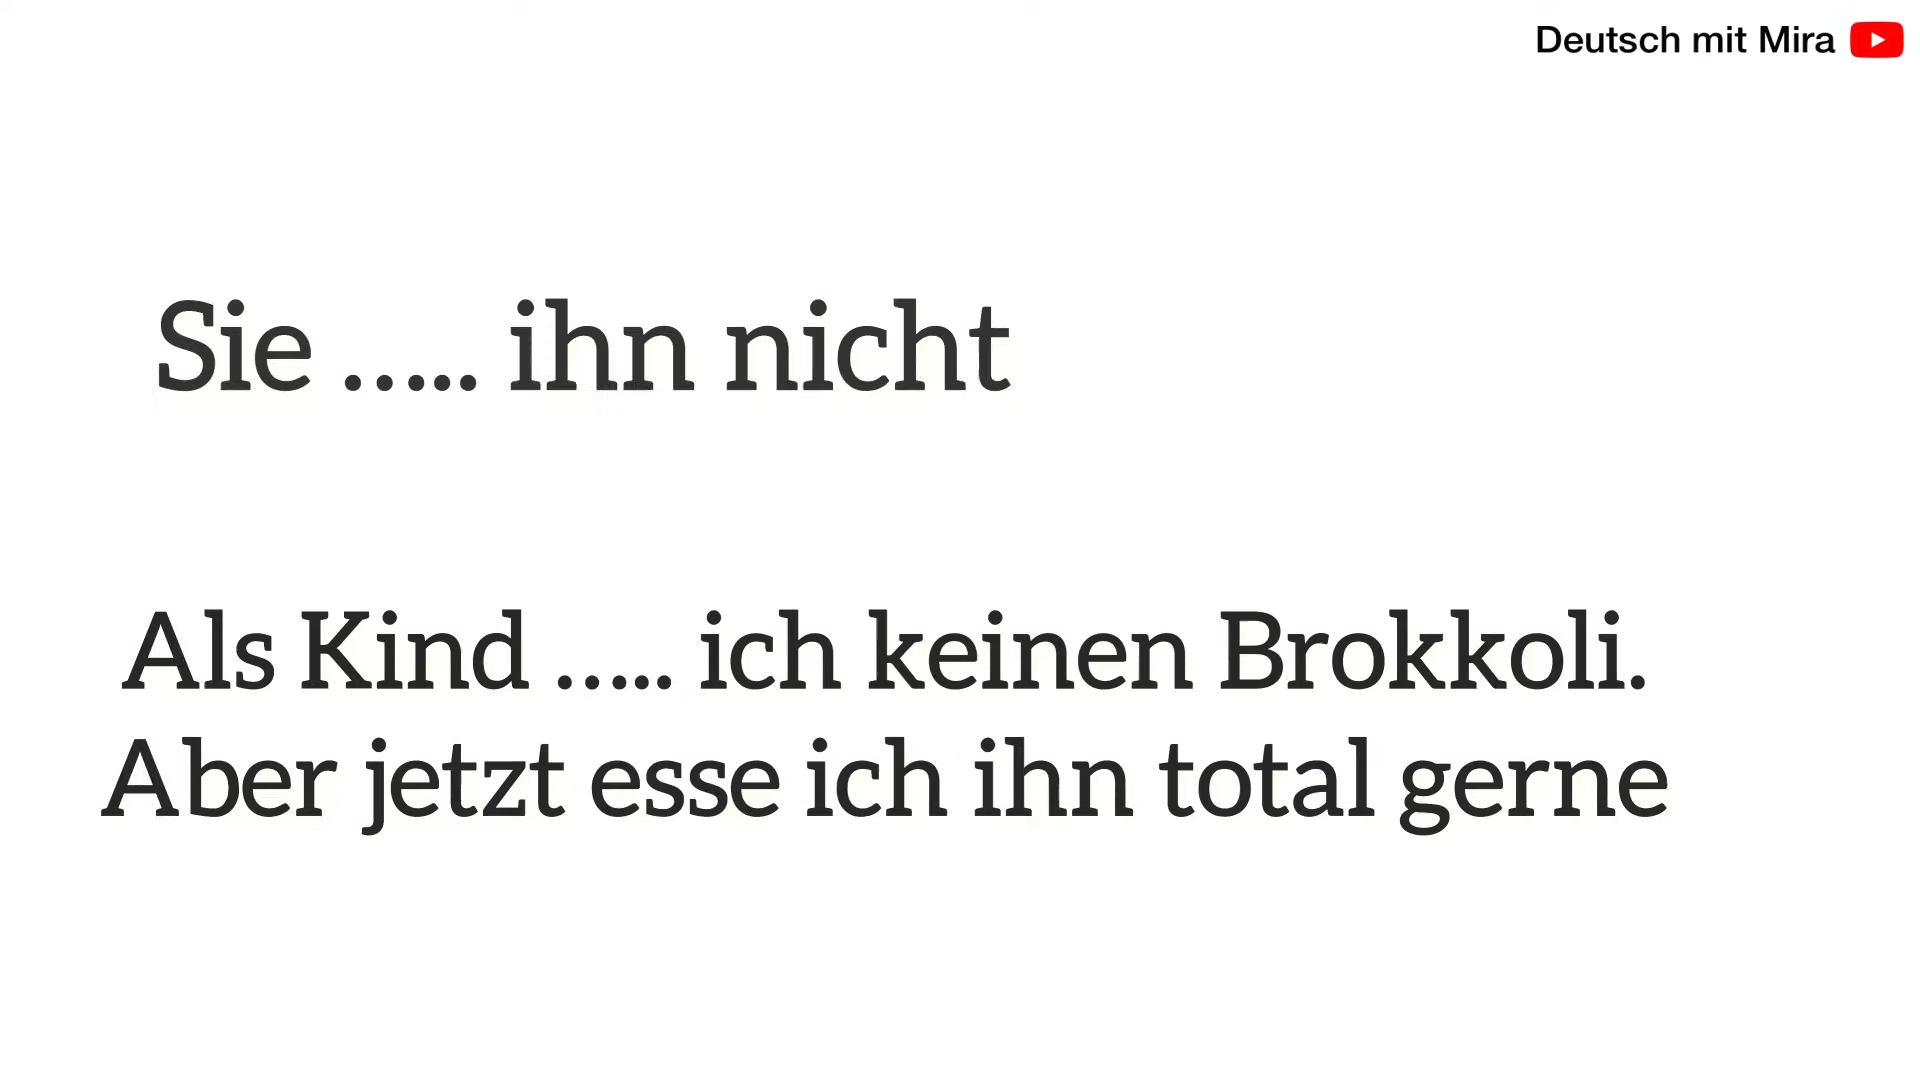 Deutsch mit Mira
Sie ..... ihn nicht
Als Kind ..... ich keinen Brokkoli.
Aber jetzt esse ich ihn total gerne